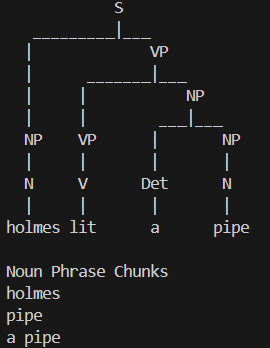 S
VP
NP
NP VP NP
N V Det N
holmes lit a pipe
Noun Phrase Chunks
holmes
pipe
a pipe